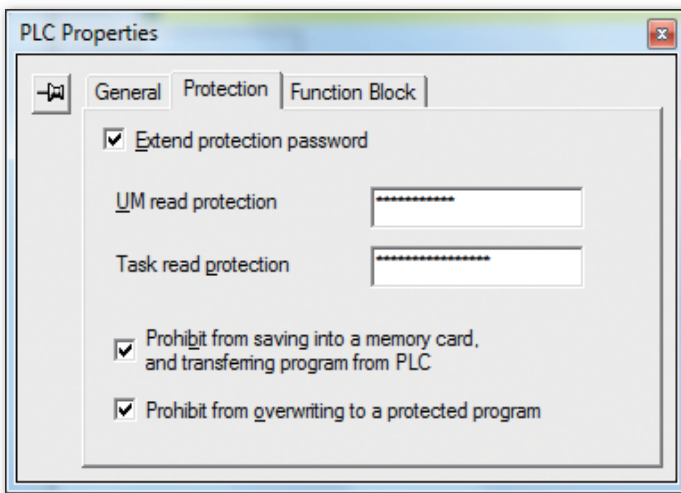 PLC Properties
General Protection Function Block
Extend protection password
UM read protection ***********
Task read protection ****************
Prohibit from saving into a memory card,
and transferring program from PLC
Prohibit from overwriting to a protected program